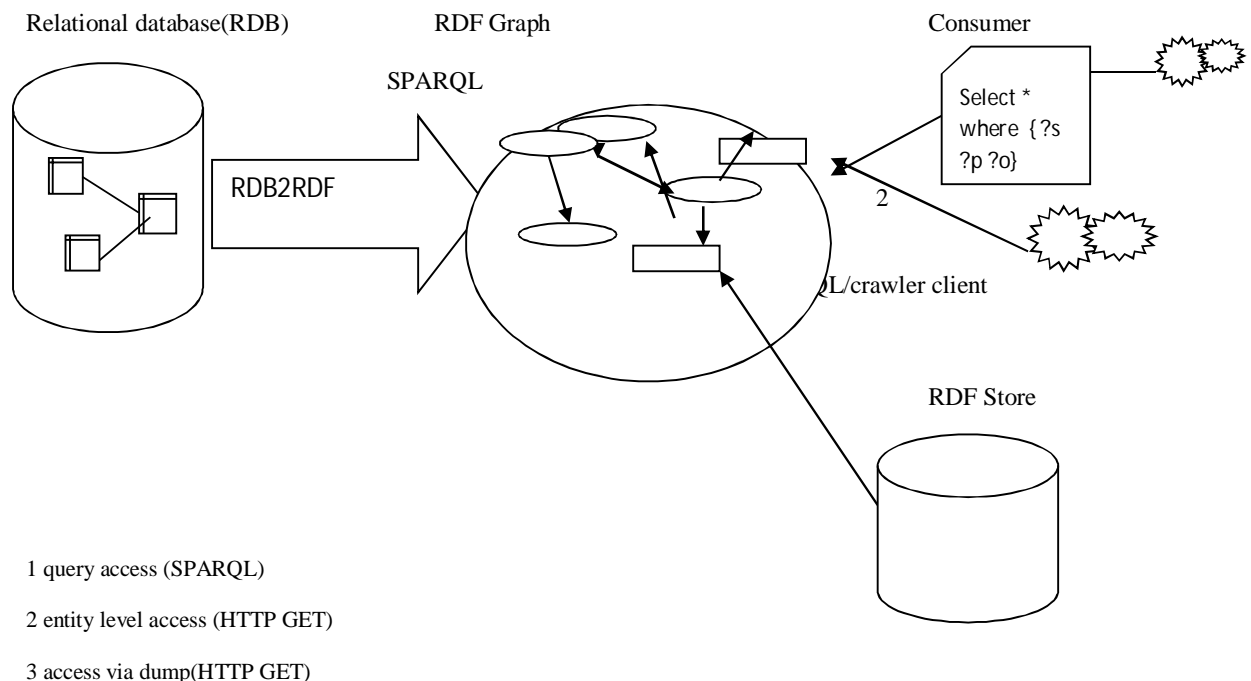 Relational database(RDB)
RDF Graph
Consumer
SPARQL
Select *
where { ?s
?p ?o}
RDB2RDF
2
QL/crawler client
RDF Store
1 query access (SPARQL)
2 entity level access (HTTP GET)
3 access via dump(HTTP GET)